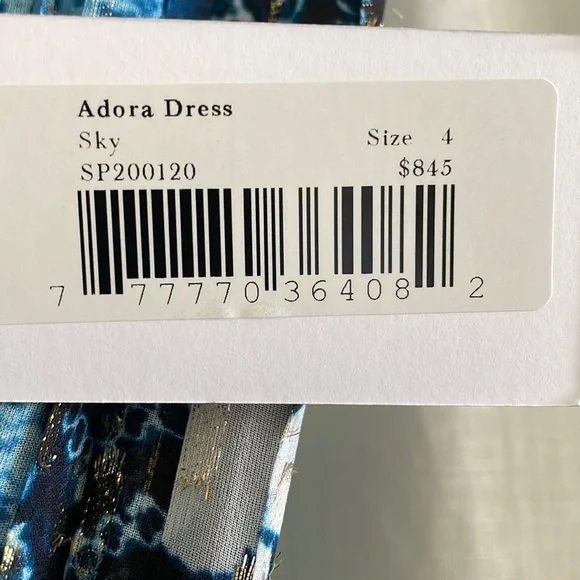 Adora Dress
Sky Size 4
SP200120 $845
7 77770 36408 2